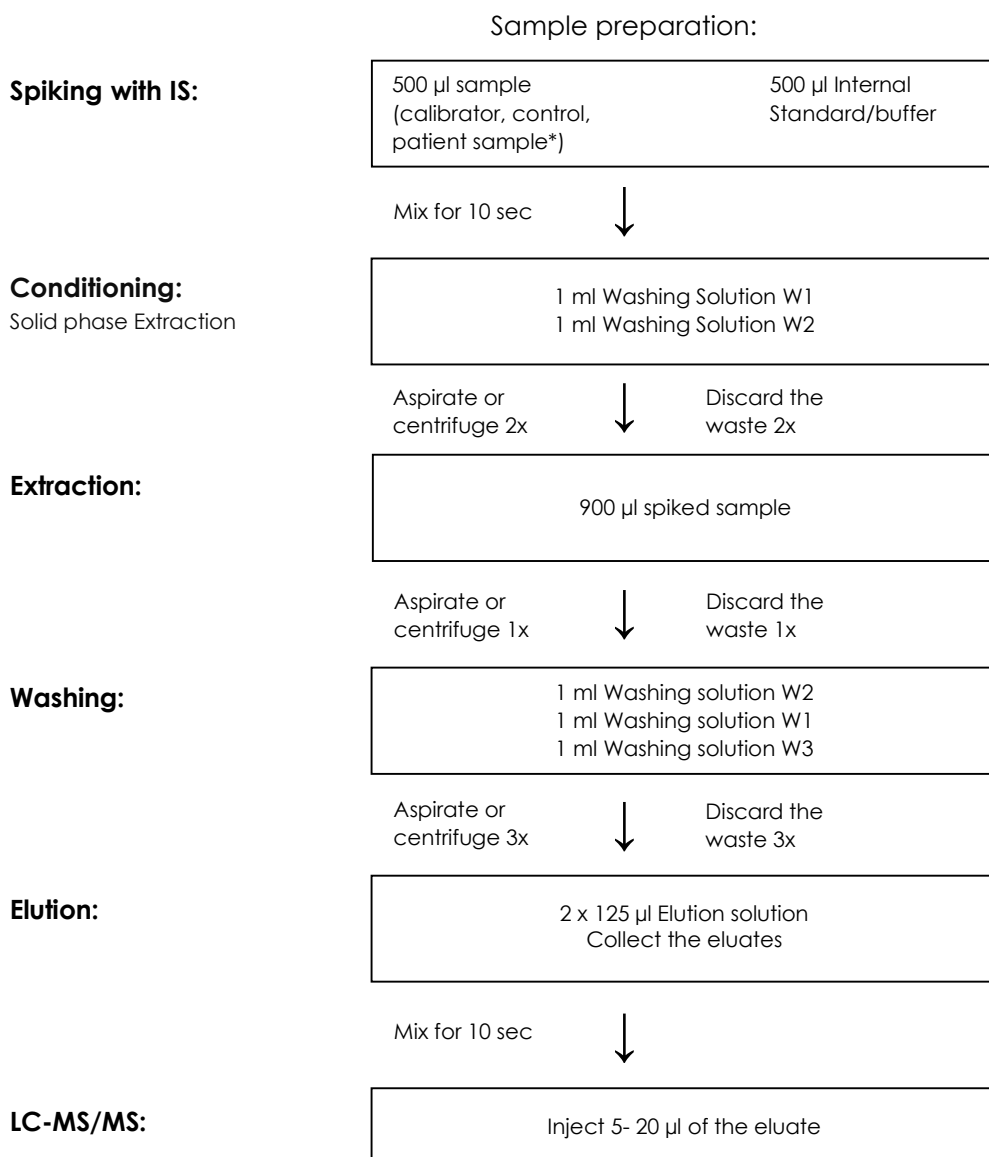 Sample preparation:
Spiking with IS:
500 µl sample
(calibrator, control,
patient sample*)
500 µl Internal
Standard/buffer
Mix for 10 sec
Conditioning:
Solid phase Extraction
1 ml Washing Solution W1
1 ml Washing Solution W2
Aspirate or
centrifuge 2x
Discard the
waste 2x
Extraction:
900 µl spiked sample
Aspirate or
centrifuge 1x
Discard the
waste 1x
Washing:
1 ml Washing solution W2
1 ml Washing solution W1
1 ml Washing solution W3
Aspirate or
centrifuge 3x
Discard the
waste 3x
Elution:
2 x 125 µl Elution solution
Collect the eluates
Mix for 10 sec
LC-MS/MS:
Inject 5- 20 µl of the eluate